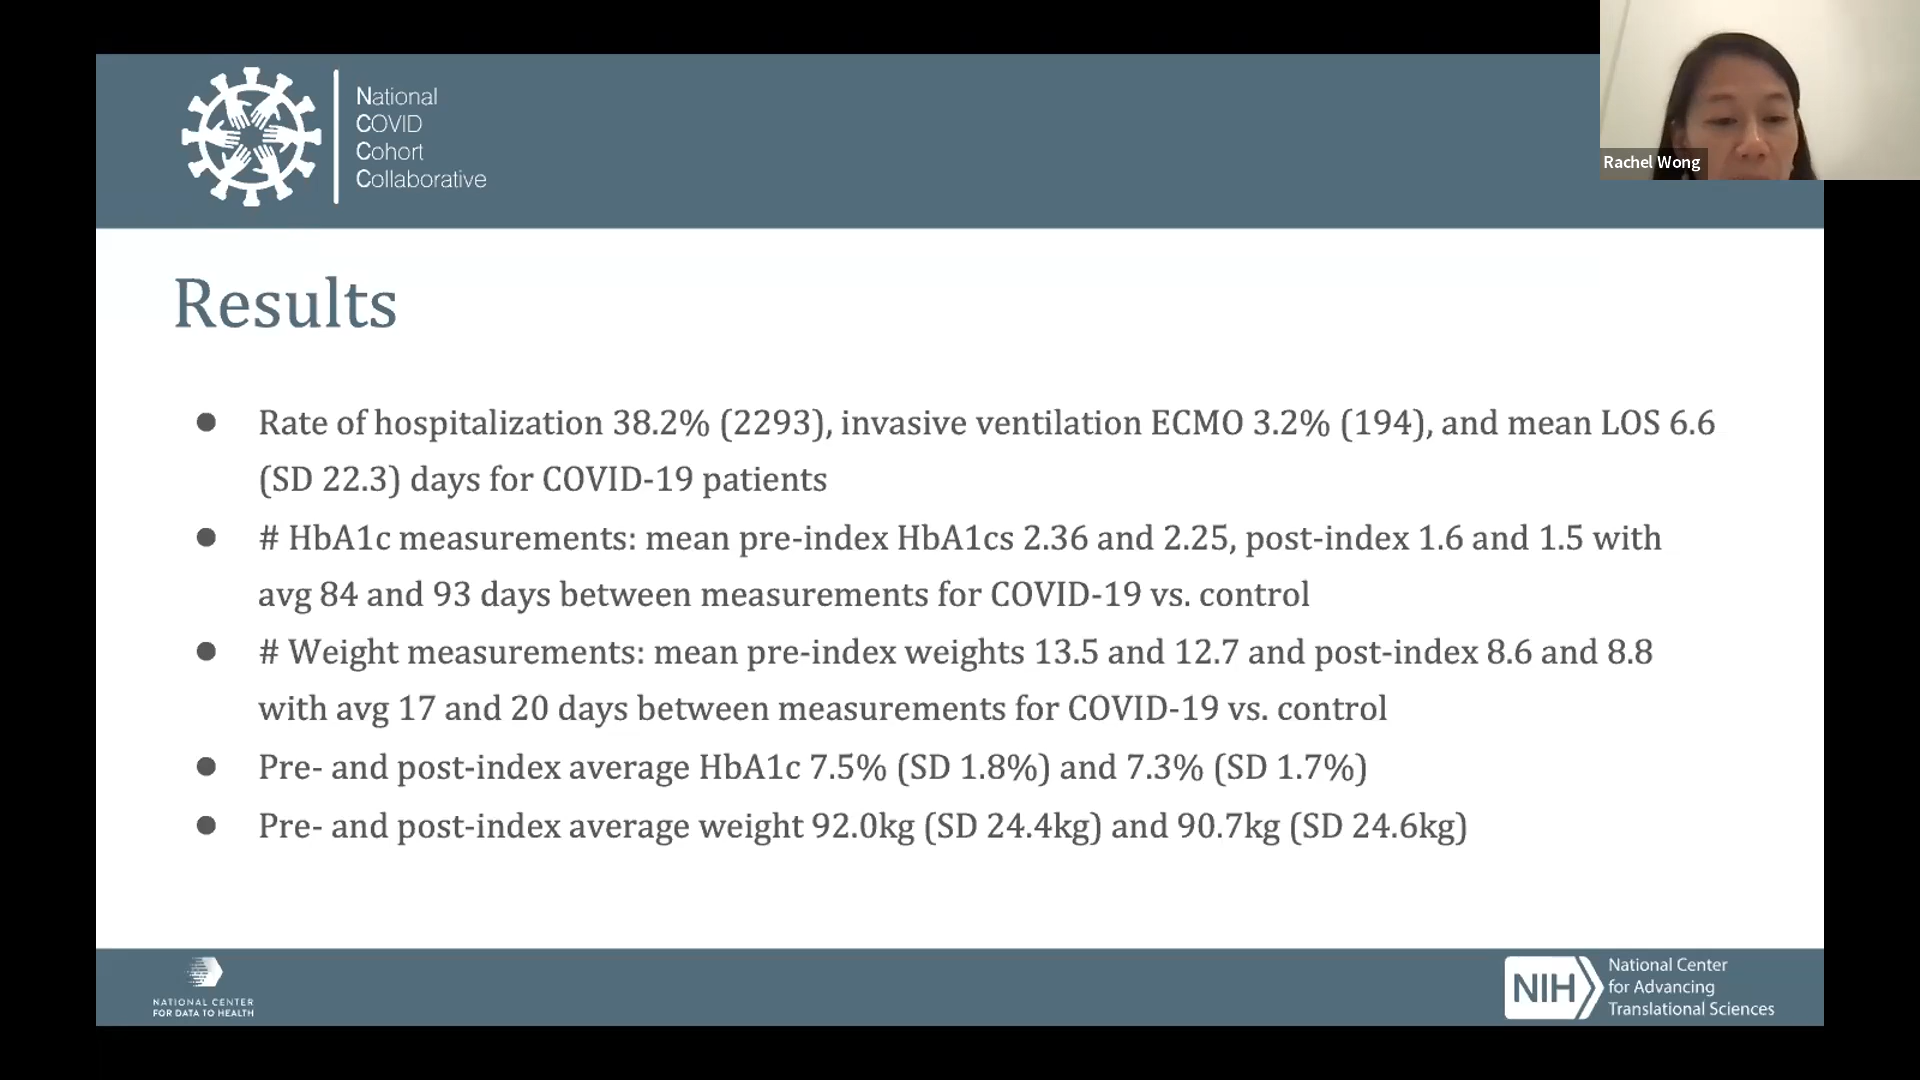 National
COVID
Cohort
Collaborative
Rachel Wong
Results
● Rate of hospitalization 38.2% (2293), invasive ventilation ECMO 3.2% (194), and mean LOS 6.6
(SD 22.3) days for COVID-19 patients
● # HbA1c measurements: mean pre-index HbA1cs 2.36 and 2.25, post-index 1.6 and 1.5 with
avg 84 and 93 days between measurements for COVID-19 vs. control
● # Weight measurements: mean pre-index weights 13.5 and 12.7 and post-index 8.6 and 8.8
with avg 17 and 20 days between measurements for COVID-19 vs. control
● Pre- and post-index average HbA1c 7.5% (SD 1.8%) and 7.3% (SD 1.7%)
● Pre- and post-index average weight 92.0kg (SD 24.4kg) and 90.7kg (SD 24.6kg)
NATIONAL CENTER
FOR DATA TO HEALTH
NIH
National Center
for Advancing
Translational Sciences